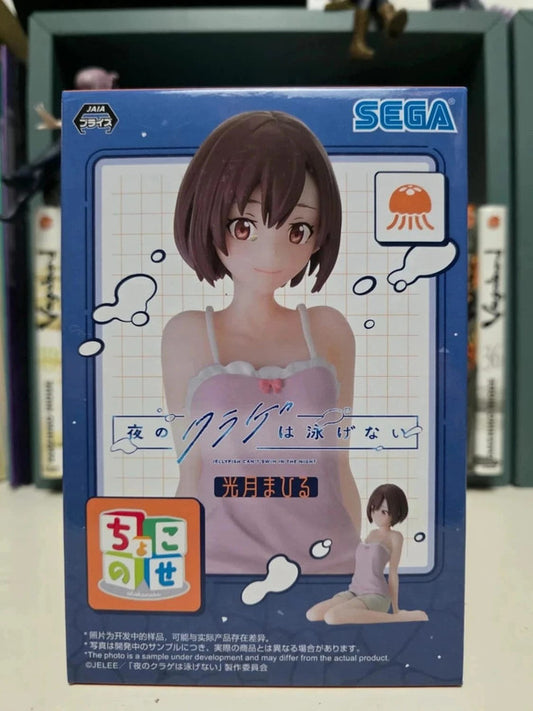 JAIA
プライズ
SEGA
夜のクラゲは泳げない
JELLYFISH CAN'T SWIM IN THE NIGHT
光月まひる
ちょこ
のせ
* 照片为开发中的样品，可能与实际产品存在差异。
* 写真は開発中のサンプルにつき、実際の商品とは異なる場合があります。
*The photo is a sample under development and may differ from the actual product.
©JELEE／「夜のクラゲは泳げない」製作委員会